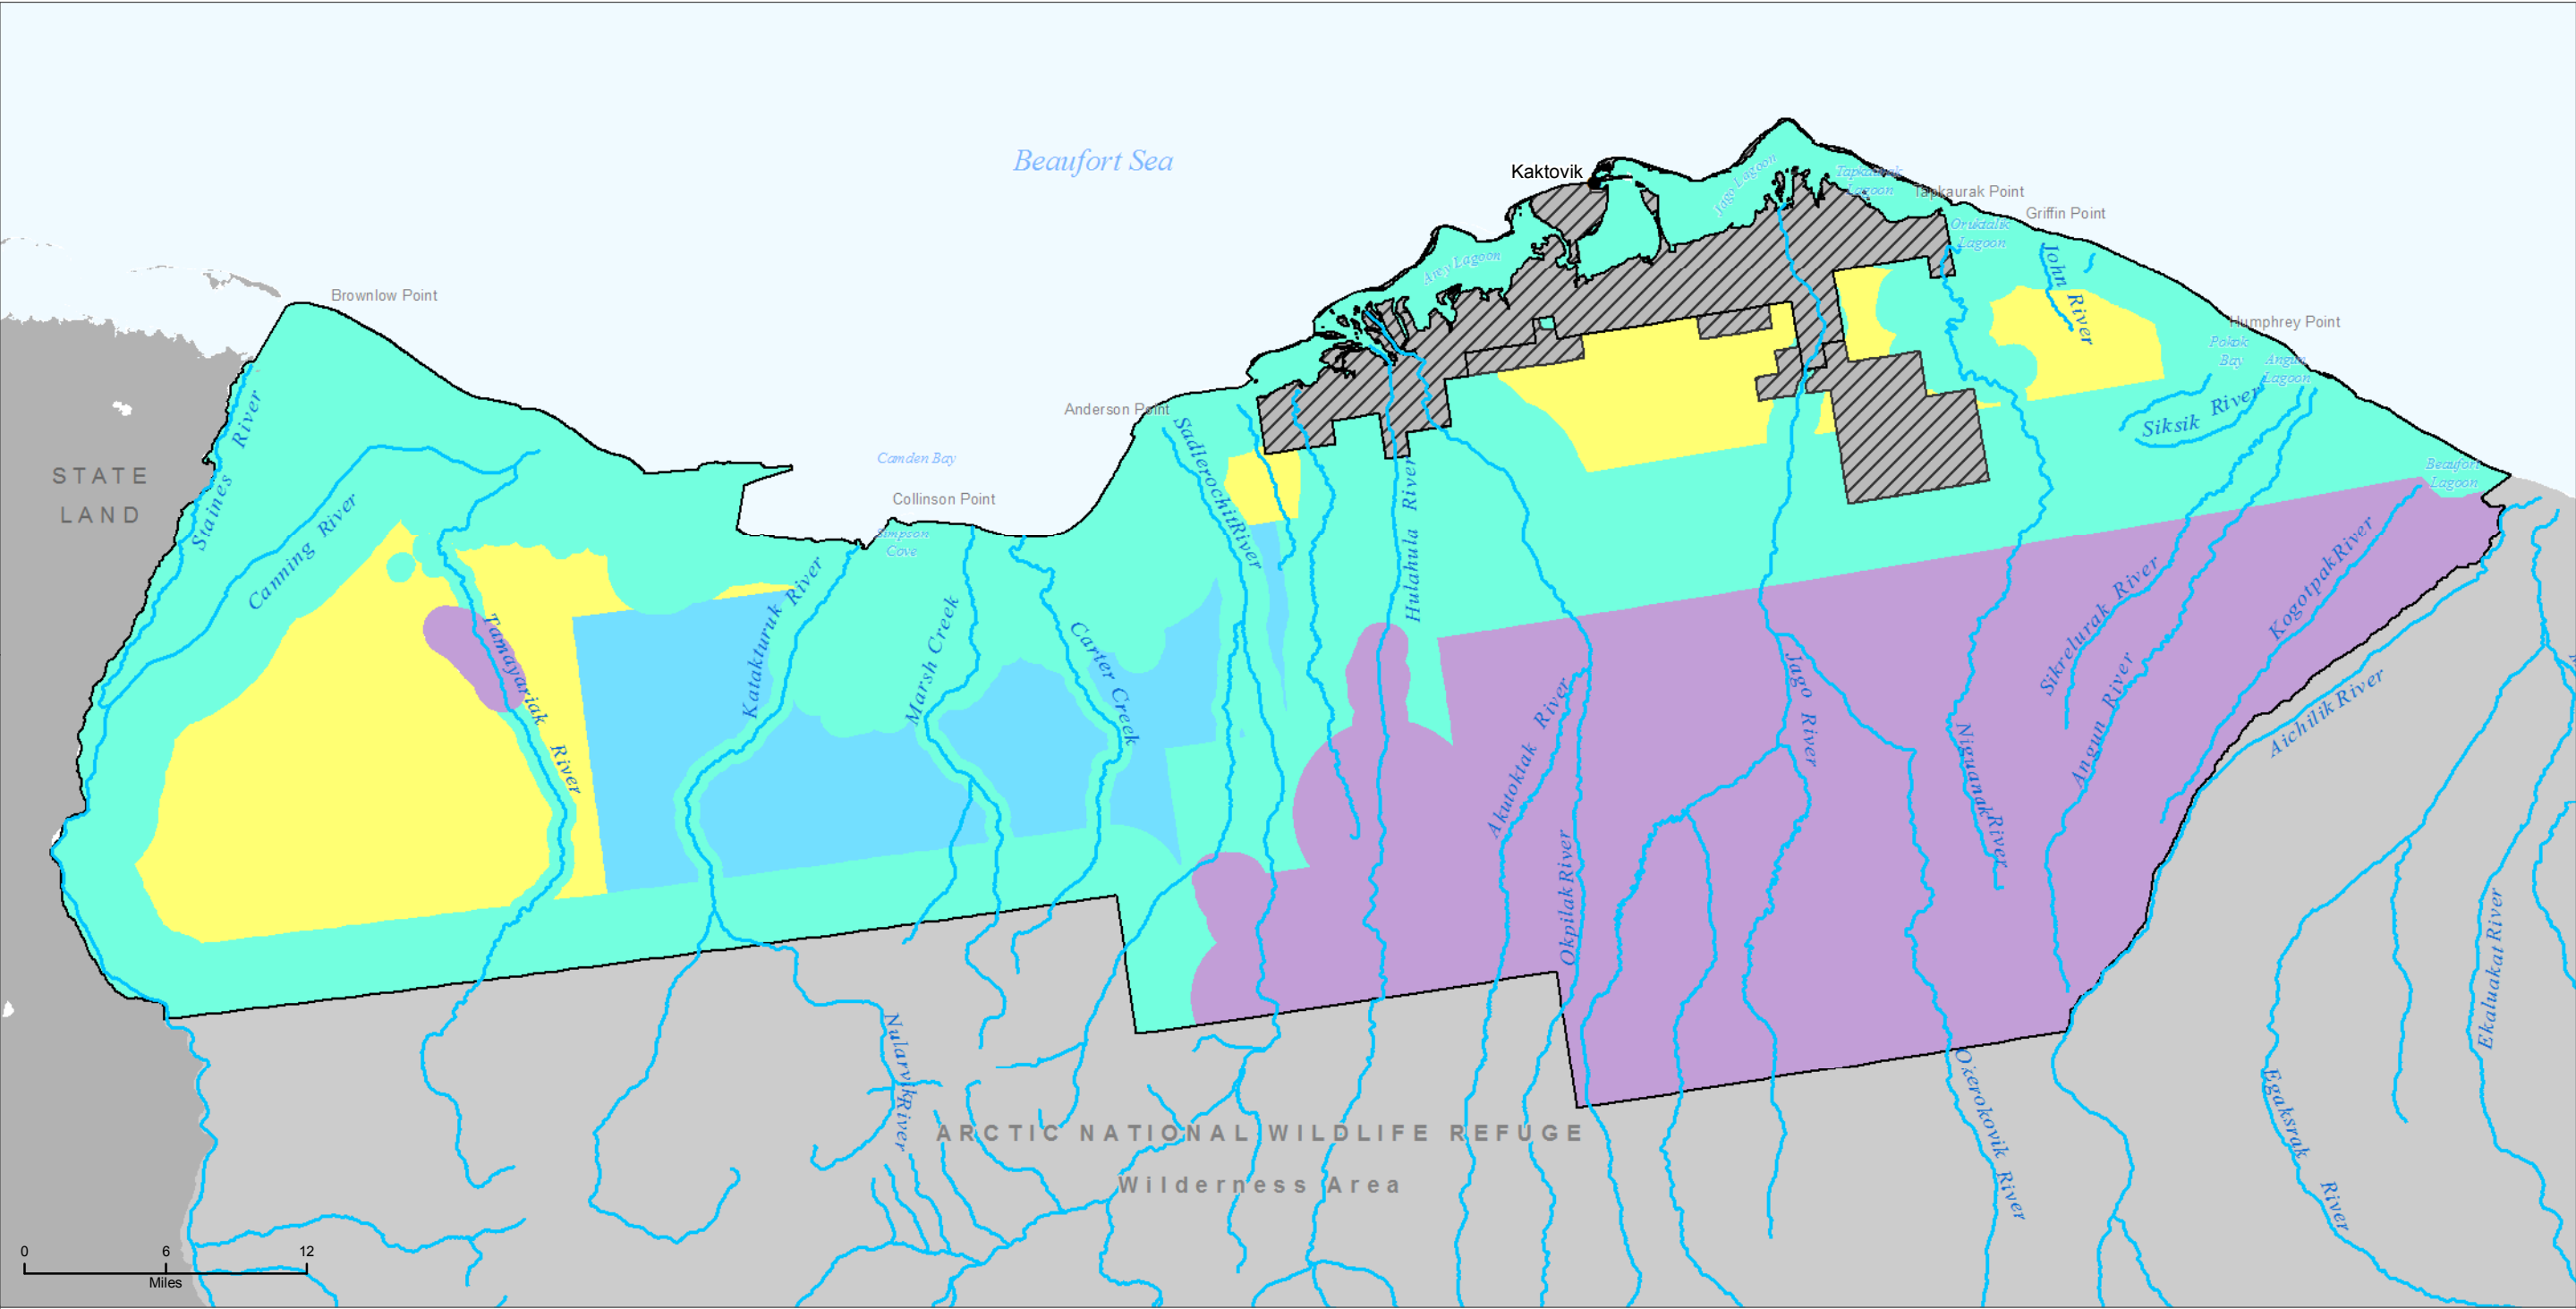 Beaufort Sea
Kaktovik
Jago Lagoon
Tapkaurak
Lagoon
Tapkaurak Point
Griffin Point
Oruktalik
Lagoon
John River
Arey Lagoon
Brownlow Point
Humphrey Point
Pokok
Bay
Angun
Lagoon
Siksik River
Anderson Point
Sadlerochit River
Camden Bay
Collinson Point
Simpson
Cove
Beaufort
Lagoon
STATE
LAND
Staines River
Canning River
Tamayariak River
Katakturuk River
Marsh Creek
Carter Creek
Hulahula River
Akutoktak River
Okpilak River
Jago River
Niguanak River
Sikrelurak River
Angun River
Kogotpak River
Aichilik River
Nularvik River
Okerokovik River
Egaksrak River
Ekaluakat River
ARCTIC NATIONAL WILDLIFE REFUGE
Wilderness Area
0 6 12
Miles